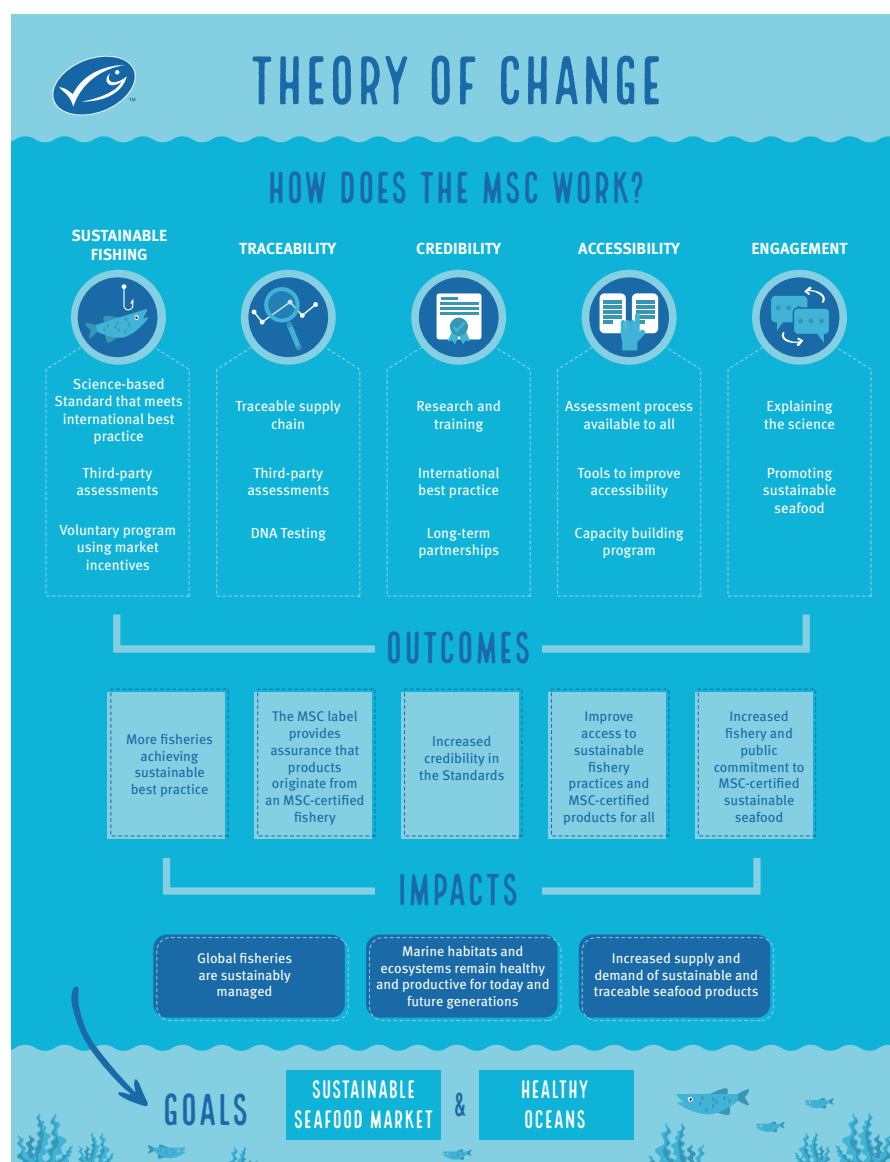 THEORY OF CHANGE
TM
HOW DOES THE MSC WORK?
SUSTAINABLE
FISHING
Science-based
Standard that meets
international best
practice
Third-party
assessments
Voluntary program
using market
incentives
TRACEABILITY
Traceable supply
chain
Third-party
assessments
DNA Testing
CREDIBILITY
Research and
training
International
best practice
Long-term
partnerships
ACCESSIBILITY
Assessment process
available to all
Tools to improve
accessibility
Capacity building
program
ENGAGEMENT
Explaining
the science
Promoting
sustainable
seafood
OUTCOMES
More fisheries
achieving
sustainable
best practice
The MSC label
provides
assurance that
products
originate from
an MSC-certified
fishery
Increased
credibility in
the Standards
Improve
access to
sustainable
fishery
practices and
MSC-certified
products for all
Increased
fishery and
public
commitment to
MSC-certified
sustainable
seafood
IMPACTS
Global fisheries
are sustainably
managed
Marine habitats and
ecosystems remain healthy
and productive for today and
future generations
Increased supply and
demand of sustainable and
traceable seafood products
GOALS
SUSTAINABLE
SEAFOOD MARKET
&
HEALTHY
OCEANS